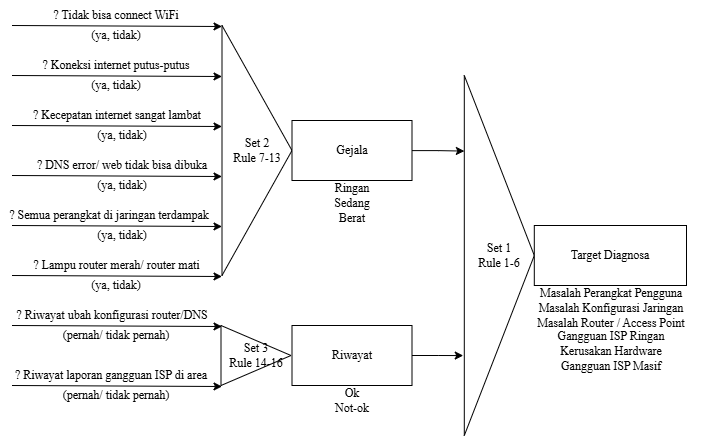 ? Tidak bisa connect WiFi
(ya, tidak)
? Koneksi internet putus-putus
(ya, tidak)
? Kecepatan internet sangat lambat
(ya, tidak)
? DNS error/ web tidak bisa dibuka
(ya, tidak)
? Semua perangkat di jaringan terdampak
(ya, tidak)
? Lampu router merah/ router mati
(ya, tidak)
Set 2
Rule 7-13
Gejala
Ringan
Sedang
Berat
? Riwayat ubah konfigurasi router/DNS
(pernah/ tidak pernah)
? Riwayat laporan gangguan ISP di area
(pernah/ tidak pernah)
Set 3
Rule 14-16
Riwayat
Ok
Not-ok
Set 1
Rule 1-6
Target Diagnosa
Masalah Perangkat Pengguna
Masalah Konfigurasi Jaringan
Masalah Router / Access Point
Gangguan ISP Ringan
Kerusakan Hardware
Gangguan ISP Masif